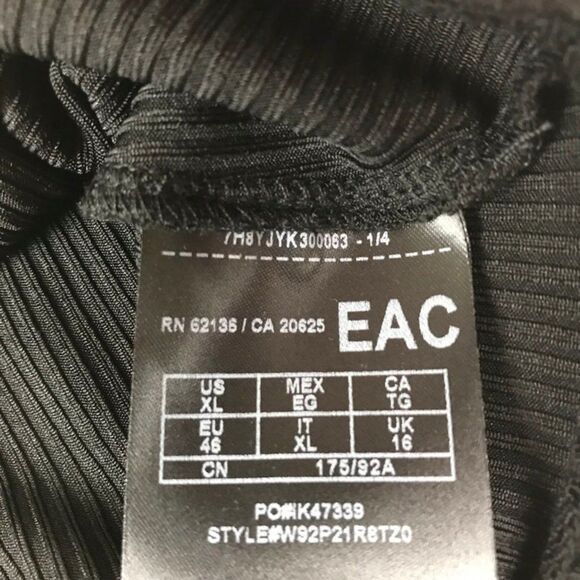 7H8YJYK300063 - 1/4
RN 62136 / CA 20625 EAC
US MEX CA
XL EG TG
EU IT UK
46 XL 16
CN 175/92A
PO#IK47339
STYLE#W92P21R8TZ0